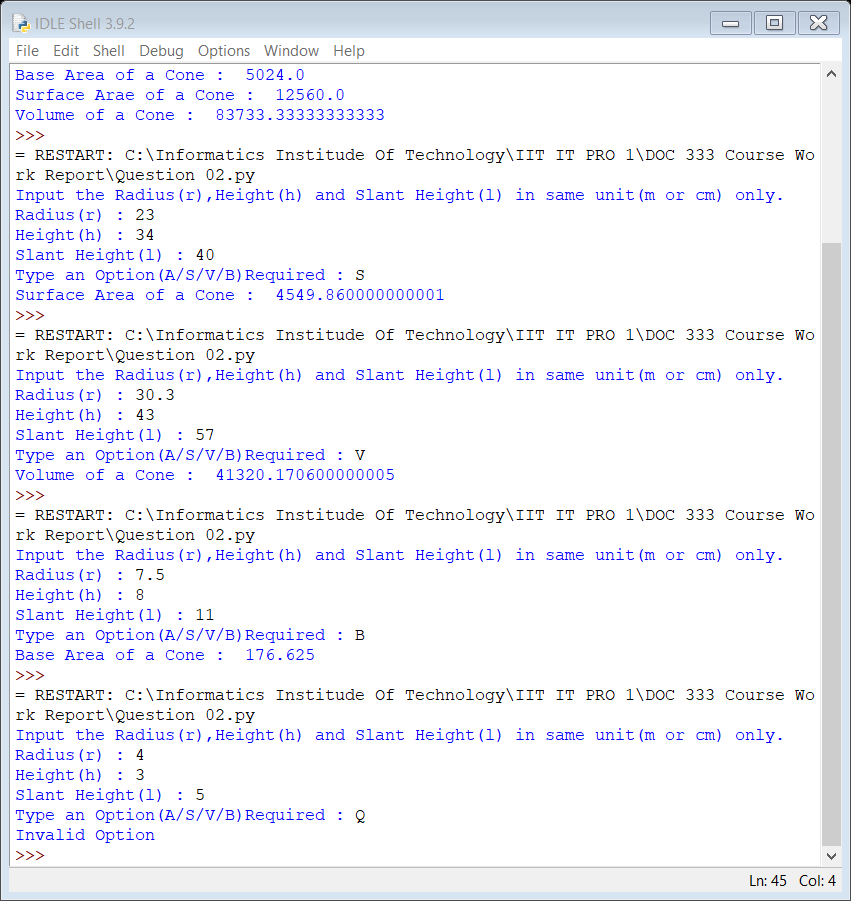 IDLE Shell 3.9.2
File Edit Shell Debug Options Window Help
Base Area of a Cone :  5024.0
Surface Arae of a Cone :  12560.0
Volume of a Cone :  83733.33333333333
>>>
= RESTART: C:\Informatics Institude Of Technology\IIT IT PRO 1\DOC 333 Course Wo
rk Report\Question 02.py
Input the Radius(r),Height(h) and Slant Height(l) in same unit(m or cm) only.
Radius(r) : 23
Height(h) : 34
Slant Height(l) : 40
Type an Option(A/S/V/B)Required : S
Surface Area of a Cone :  4549.860000000001
>>>
= RESTART: C:\Informatics Institude Of Technology\IIT IT PRO 1\DOC 333 Course Wo
rk Report\Question 02.py
Input the Radius(r),Height(h) and Slant Height(l) in same unit(m or cm) only.
Radius(r) : 30.3
Height(h) : 43
Slant Height(l) : 57
Type an Option(A/S/V/B)Required : V
Volume of a Cone :  41320.170600000005
>>>
= RESTART: C:\Informatics Institude Of Technology\IIT IT PRO 1\DOC 333 Course Wo
rk Report\Question 02.py
Input the Radius(r),Height(h) and Slant Height(l) in same unit(m or cm) only.
Radius(r) : 7.5
Height(h) : 8
Slant Height(l) : 11
Type an Option(A/S/V/B)Required : B
Base Area of a Cone :  176.625
>>>
= RESTART: C:\Informatics Institude Of Technology\IIT IT PRO 1\DOC 333 Course Wo
rk Report\Question 02.py
Input the Radius(r),Height(h) and Slant Height(l) in same unit(m or cm) only.
Radius(r) : 4
Height(h) : 3
Slant Height(l) : 5
Type an Option(A/S/V/B)Required : Q
Invalid Option
>>>
Ln: 45 Col: 4